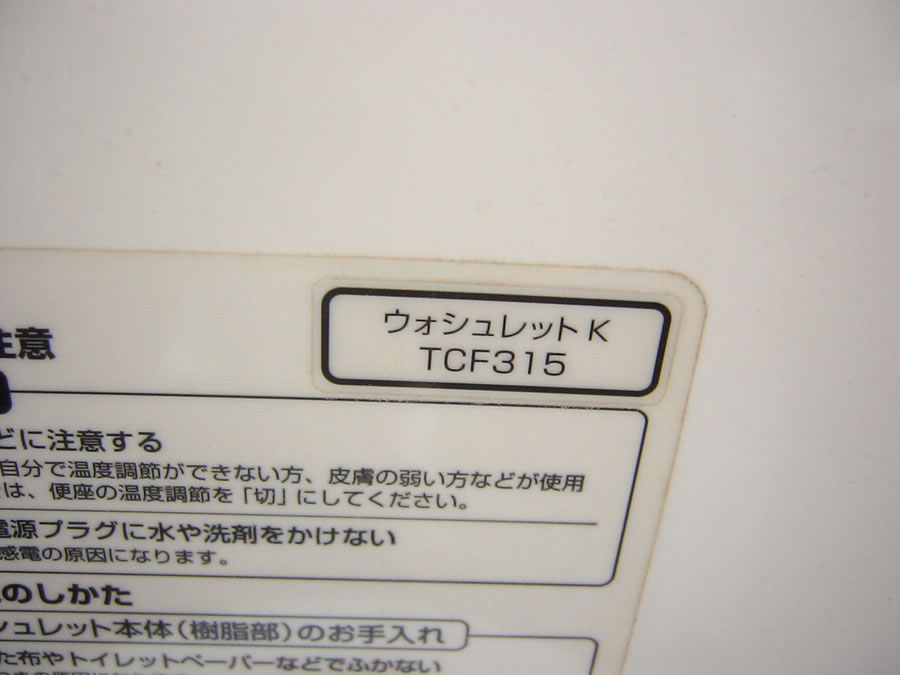 ウォシュレット K
TCF315
注意
どに注意する
自分で温度調節ができない方、皮膚の弱い方などが使用
は、便座の温度調節を「切」にしてください。
電源プラグに水や洗剤をかけない
感電の原因になります。
のしかた
シュレット本体(樹脂部)のお手入れ
た布やトイレットペーパーなどでふかない